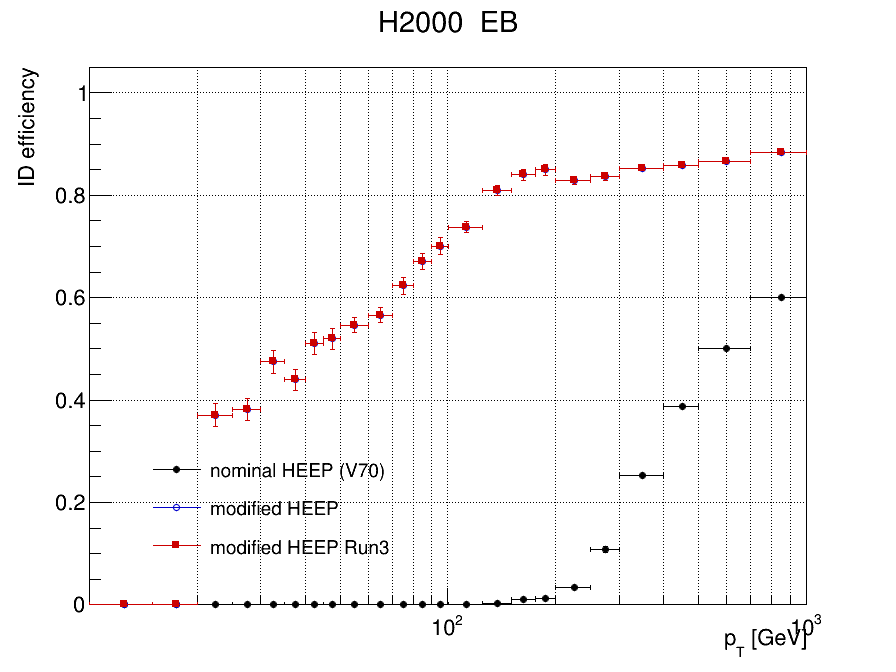 H2000 EB
ID efficiency
1
0.8
0.6
0.4
0.2
0
nominal HEEP (V70)
modified HEEP
modified HEEP Run3
10²
10³
p_T [GeV]